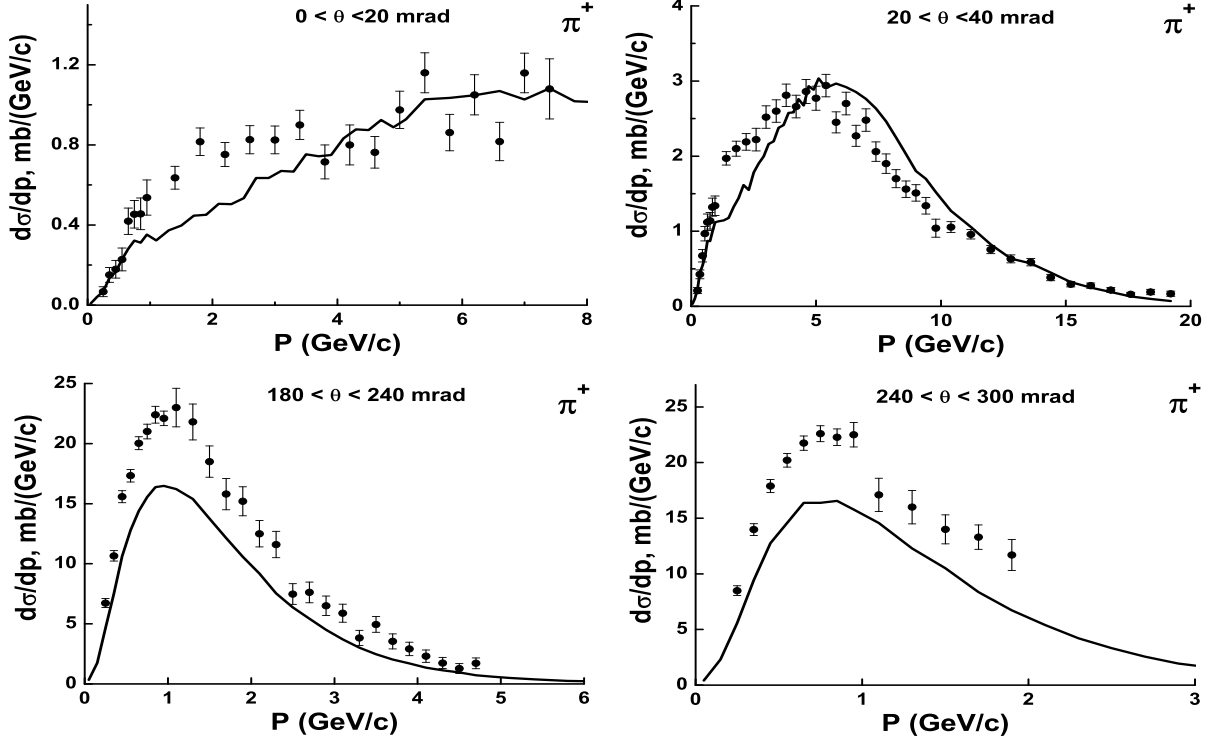 0 < θ <20 mrad
π+
dσ/dp, mb/(GeV/c)
1.2
0.8
0.4
0.0
0 2 4 6 8
P (GeV/c)
20 < θ <40 mrad
π+
dσ/dp, mb/(GeV/c)
4
3
2
1
0
0 5 10 15 20
P (GeV/c)
180 < θ < 240 mrad
π+
dσ/dp, mb/(GeV/c)
25
20
15
10
5
0
0 1 2 3 4 5 6
P (GeV/c)
240 < θ < 300 mrad
π+
dσ/dp, mb/(GeV/c)
25
20
15
10
5
0
0 1 2 3
P (GeV/c)